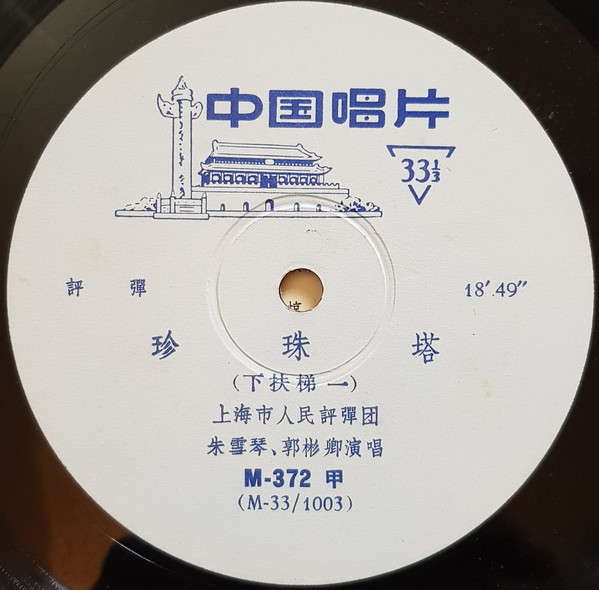 中国唱片
33⅓
評彈
18′.49″
珍珠塔
(下扶梯一)
上海市人民評彈团
朱雪琴、郭彬卿演唱
M-372 甲
(M-33/1003)